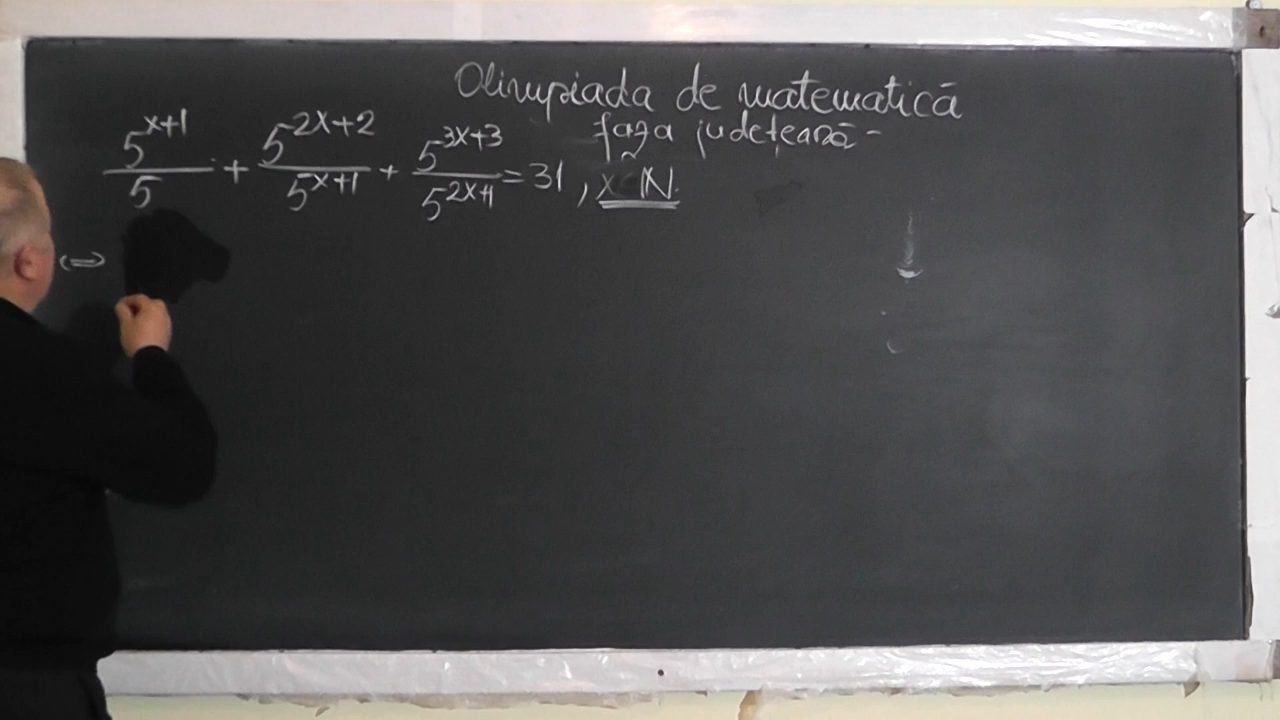 Olimpiada de matematică
faza județeană -
5^{x+1}/5 + 5^{2x+2}/5^{x+1} + 5^{3x+3}/5^{2x+1} = 31, x∈ℕ.
⇔